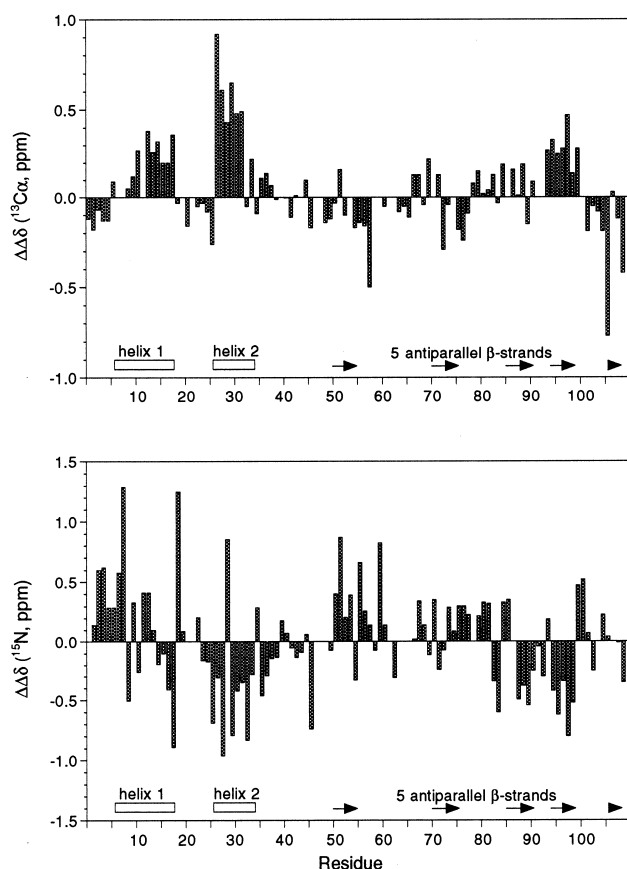 1.0
0.5
0.0
-0.5
-1.0
ΔΔδ (¹³Cα, ppm)
helix 1
helix 2
5 antiparallel β-strands
10 20 30 40 50 60 70 80 90 100
1.5
1.0
0.5
0.0
-0.5
-1.0
-1.5
ΔΔδ (¹⁵N, ppm)
helix 1
helix 2
5 antiparallel β-strands
10 20 30 40 50 60 70 80 90 100
Residue